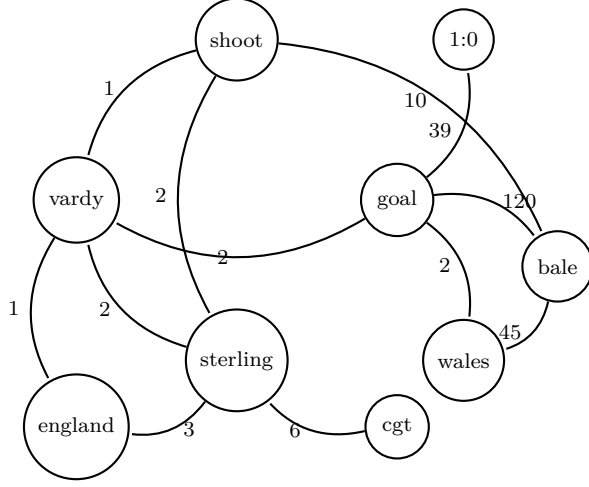 shoot
1:0
1
10
39
vardy
2
goal
120
2
2
bale
1
2
45
sterling
wales
england
3
6
cgt